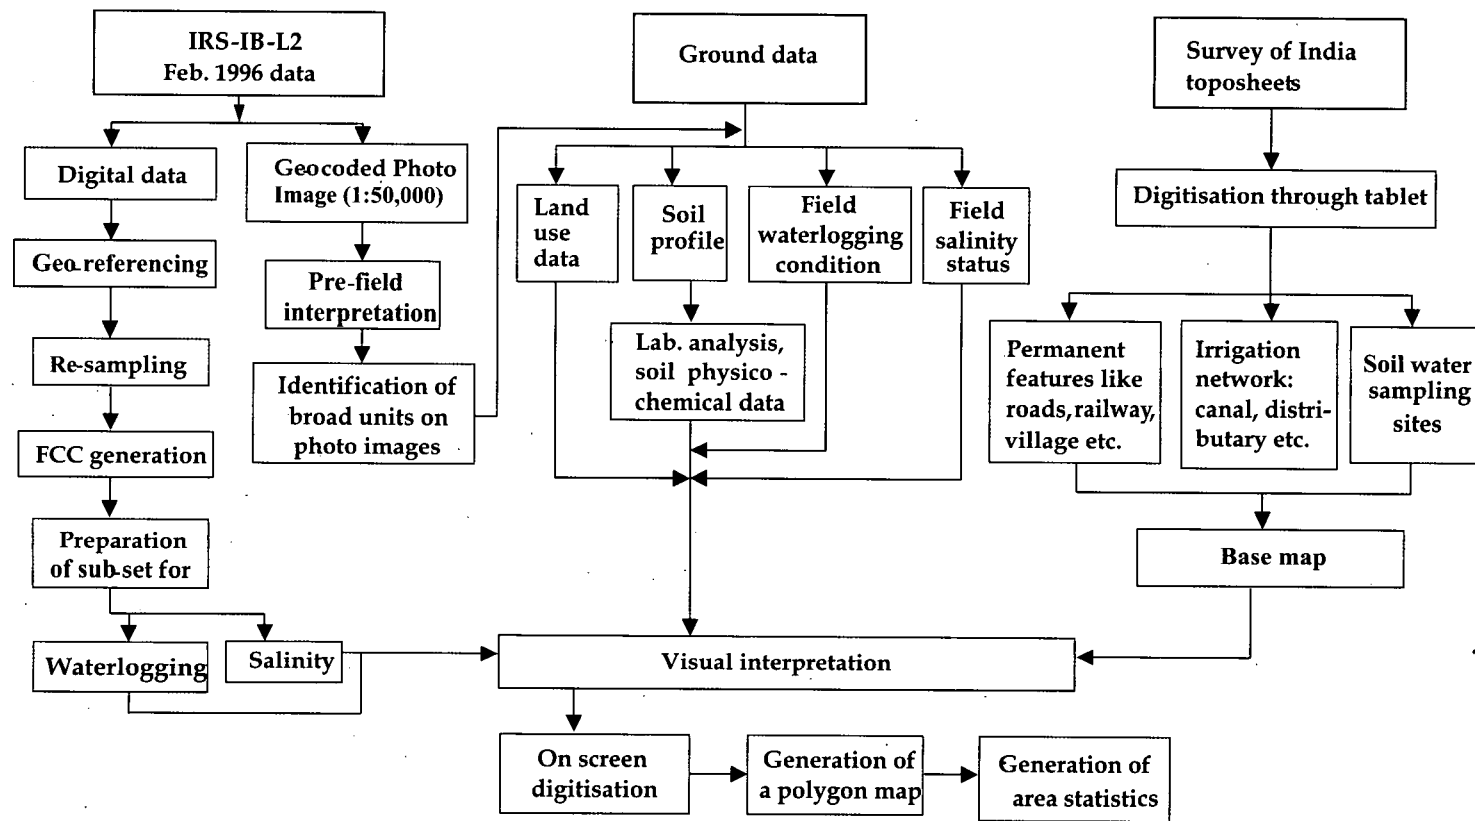 IRS-IB-L2
Feb. 1996 data
Ground data
Survey of India
toposheets
Digital data
Geocoded Photo
Image (1:50,000)
Digitisation through tablet
Land
use
data
Soil
profile
Field
waterlogging
condition
Field
salinity
status
Geo-referencing
Pre-field
interpretation
Re-sampling
Lab. analysis,
soil physico -
chemical data
Permanent
features like
roads, railway,
village etc.
Irrigation
network:
canal, distri-
butary etc.
Soil water
sampling
sites
Identification of
broad units on
photo images
FCC generation
Preparation
of sub-set for
Base map
Waterlogging
Salinity
Visual interpretation
On screen
digitisation
Generation of
a polygon map
Generation of
area statistics